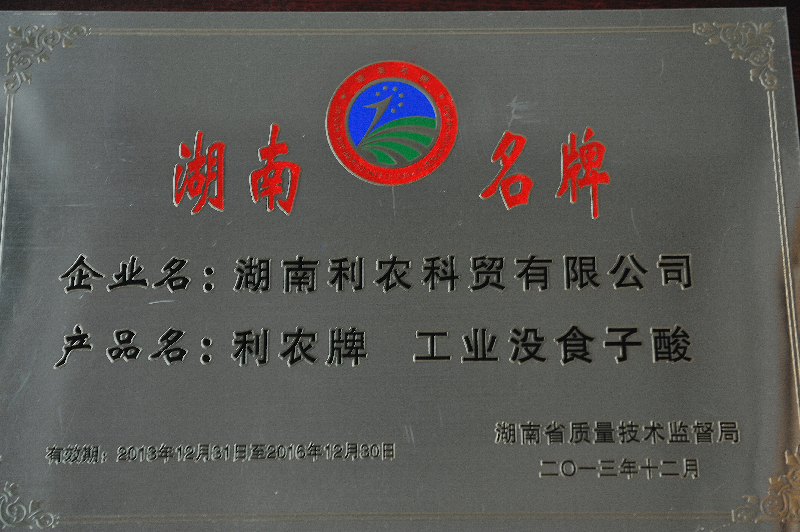 湖南 名牌
企业名：湖南利农科贸有限公司
产品名：利农牌 工业没食子酸
有效期：2013年12月31日至2016年12月30日
湖南省质量技术监督局
二〇一三年十二月